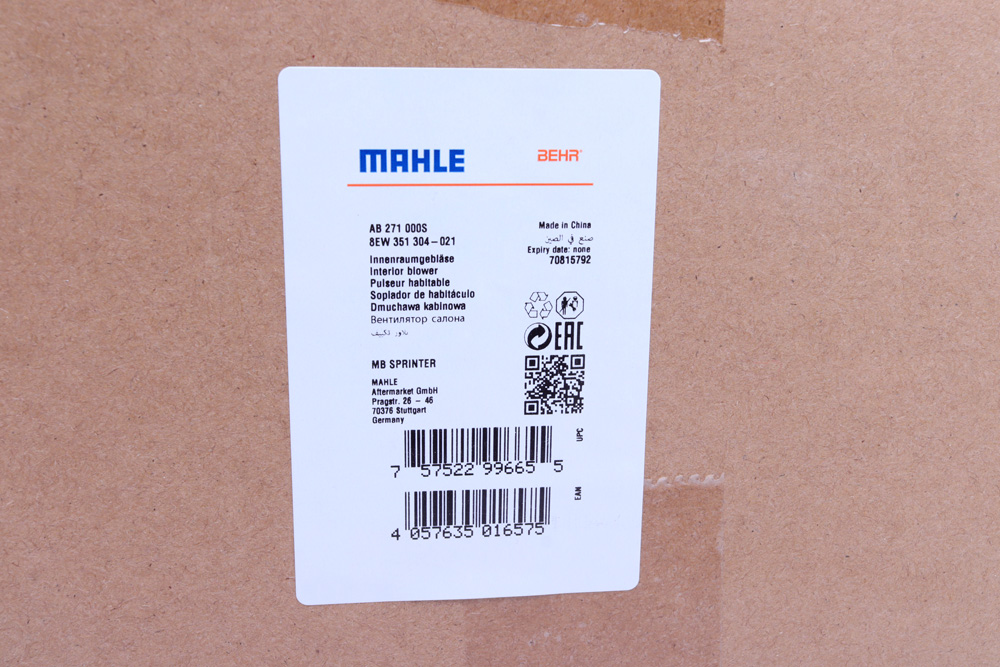 MAHLE BEHR®
AB 271 000S
8EW 351 304-021
Innenraumgebläse
Interior blower
Pulseur habitable
Soplador de habitáculo
Dmuchawa kabinowa
Вентилятор салона
بلاور تكييف
Made in China
صنع في الصين
Expiry date: none
70815792
EAC
MB SPRINTER
MAHLE
Aftermarket GmbH
Pragstr. 26 - 46
70376 Stuttgart
Germany
UPC
7 57522 99665 5
EAN
4 057635 016575